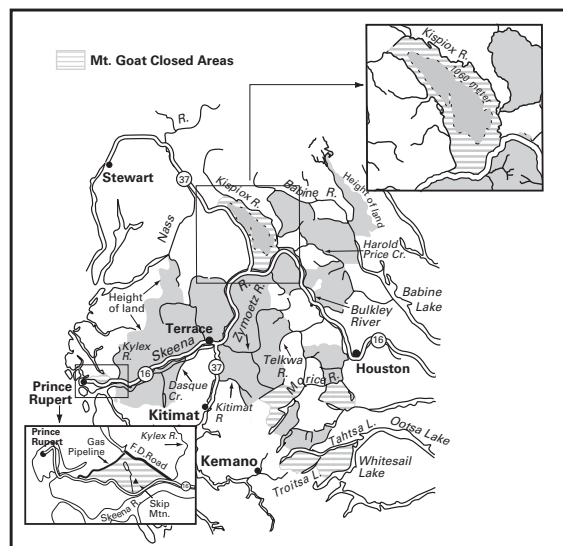 Mt. Goat Closed Areas
Kispiox R.
1060 meter
R.
Stewart
37
Nass
Kispiox R.
Babine R.
Height of land
Harold
Price Cr.
Babine
Lake
Height
of land
R.
Zymoetz R.
Bulkley
River
Terrace
Kylex
R.
Skeena
16
16
Telkwa
R.
Houston
37
Dasque
Cr.
Morice R.
Prince
Rupert
Kitimat
Kitimat
R
Tahtsa L.
Ootsa Lake
Kemano
Whitesail
Lake
Troitsa L.
Prince
Rupert
Gas
Pipeline
F.D.Road
Kylex R.
Skip
Mtn.
16
Skeena R.